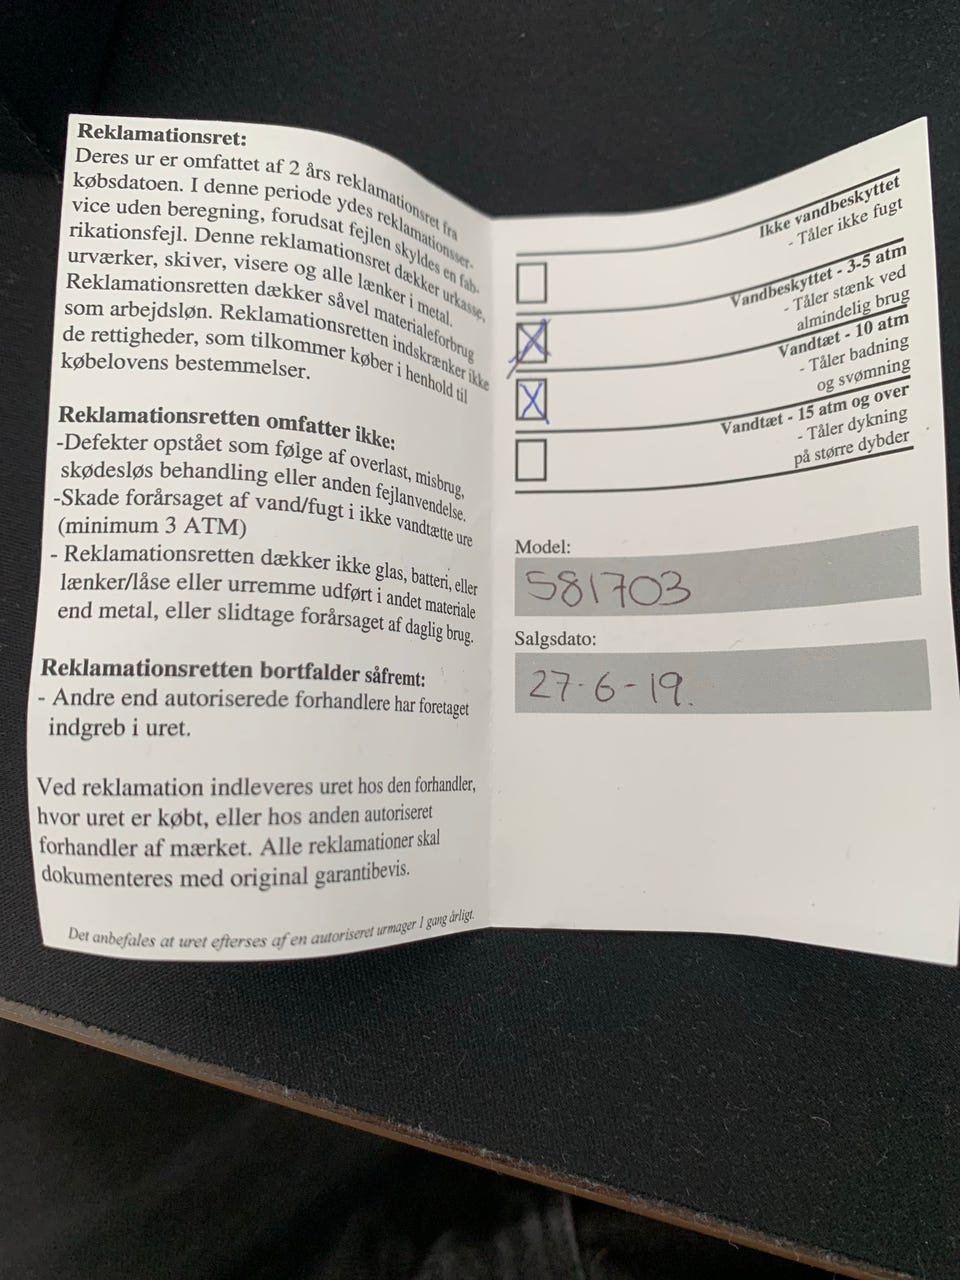 Reklamationsret:
Deres ur er omfattet af 2 års reklamationsret fra
købsdatoen. I denne periode ydes reklamationsser-
vice uden beregning, forudsat fejlen skyldes en fab-
rikationsfejl. Denne reklamationsret dækker urkasse,
urværker, skiver, visere og alle lænker i metal.
Reklamationsretten dækker såvel materialeforbrug
som arbejdsløn. Reklamationsretten indskrænker ikke
de rettigheder, som tilkommer køber i henhold til
købelovens bestemmelser.
Reklamationsretten omfatter ikke:
-Defekter opstået som følge af overlast, misbrug,
skødesløs behandling eller anden fejlanvendelse.
-Skade forårsaget af vand/fugt i ikke vandtætte ure
(minimum 3 ATM)
- Reklamationsretten dækker ikke glas, batteri, eller
lænker/låse eller urremme udført i andet materiale
end metal, eller slidtage forårsaget af daglig brug.
Reklamationsretten bortfalder såfremt:
- Andre end autoriserede forhandlere har foretaget
indgreb i uret.
Ved reklamation indleveres uret hos den forhandler,
hvor uret er købt, eller hos anden autoriseret
forhandler af mærket. Alle reklamationer skal
dokumenteres med original garantibevis.
Det anbefales at uret efterses af en autoriseret urmager 1 gang årligt.
Ikke vandbeskyttet
- Tåler ikke fugt
Vandbeskyttet - 3-5 atm
- Tåler stænk ved
almindelig brug
Vandtæt - 10 atm
- Tåler badning
og svømning
Vandtæt - 15 atm og over
- Tåler dykning
på større dybder
Model:
581703
Salgsdato:
27-6-19.